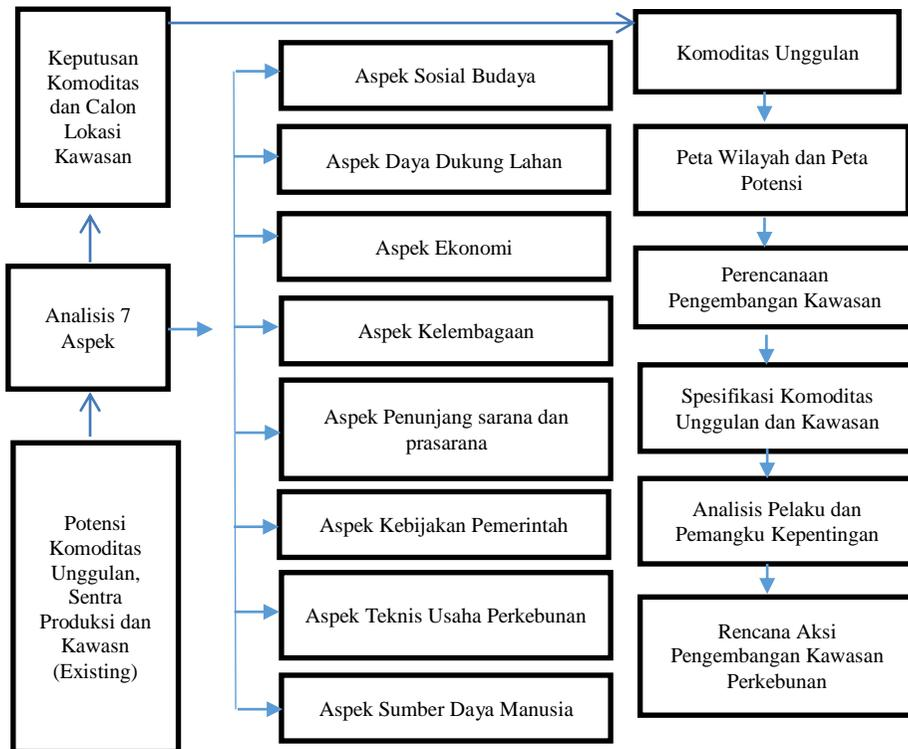 Keputusan
Komoditas
dan Calon
Lokasi
Kawasan
Analisis 7
Aspek
Potensi
Komoditas
Unggulan,
Sentra
Produksi dan
Kawasn
(Existing)
Aspek Sosial Budaya
Aspek Daya Dukung Lahan
Aspek Ekonomi
Aspek Kelembagaan
Aspek Penunjang sarana dan
prasarana
Aspek Kebijakan Pemerintah
Aspek Teknis Usaha Perkebunan
Aspek Sumber Daya Manusia
Komoditas Unggulan
Peta Wilayah dan Peta
Potensi
Perencanaan
Pengembangan Kawasan
Spesifikasi Komoditas
Unggulan dan Kawasan
Analisis Pelaku dan
Pemangku Kepentingan
Rencana Aksi
Pengembangan Kawasan
Perkebunan